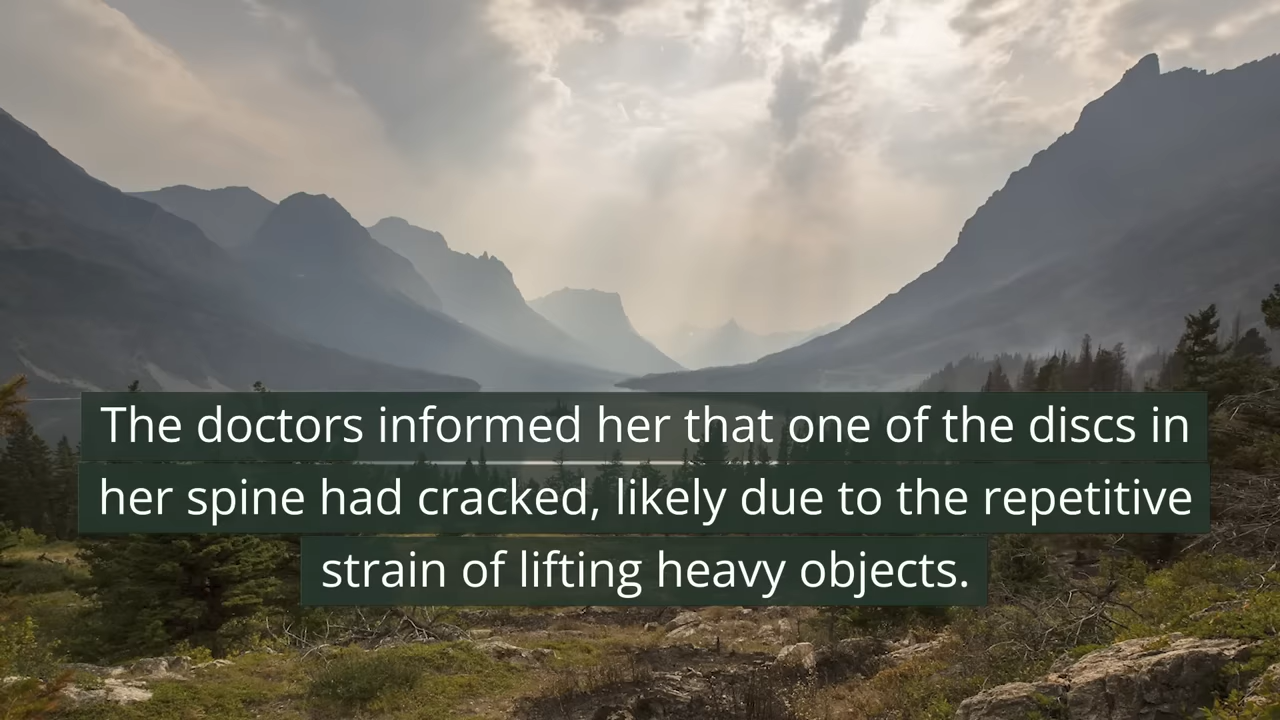 The doctors informed her that one of the discs in
her spine had cracked, likely due to the repetitive
strain of lifting heavy objects.